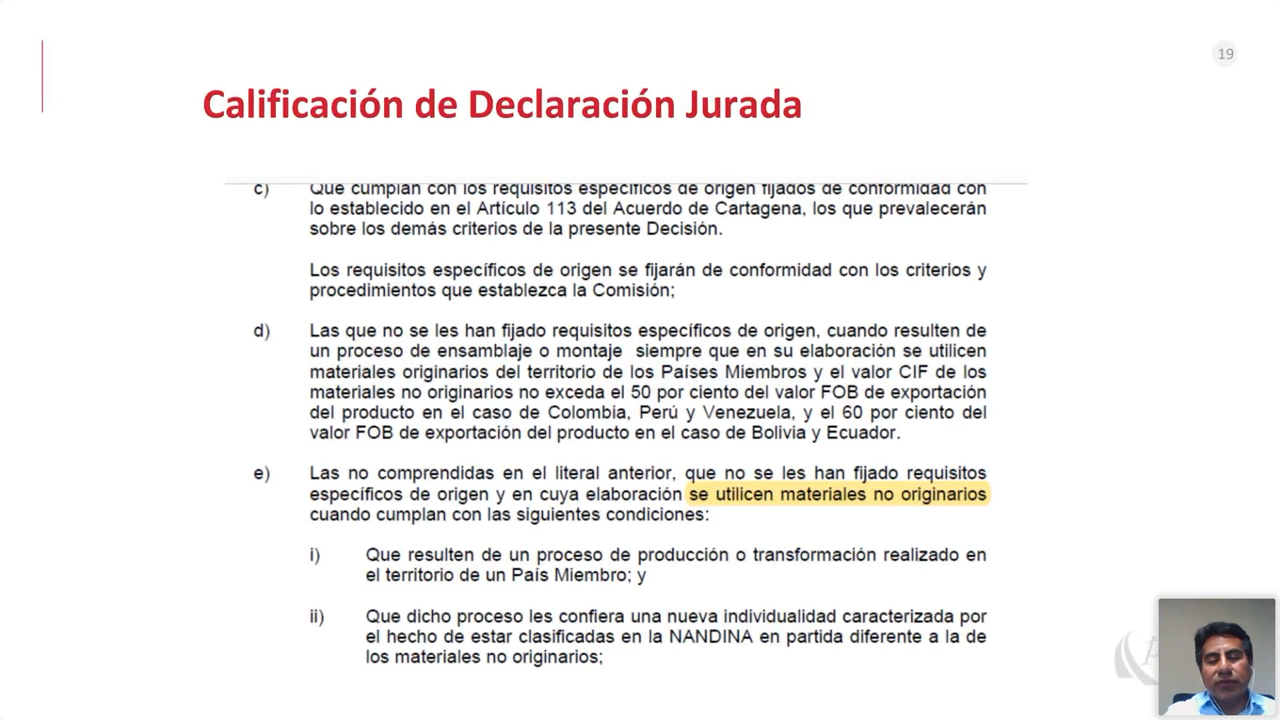 19
Calificación de Declaración Jurada
c) Que cumplan con los requisitos específicos de origen fijados de conformidad con
lo establecido en el Artículo 113 del Acuerdo de Cartagena, los que prevalecerán
sobre los demás criterios de la presente Decisión.
Los requisitos específicos de origen se fijarán de conformidad con los criterios y
procedimientos que establezca la Comisión;
d) Las que no se les han fijado requisitos específicos de origen, cuando resulten de
un proceso de ensamblaje o montaje siempre que en su elaboración se utilicen
materiales originarios del territorio de los Países Miembros y el valor CIF de los
materiales no originarios no exceda el 50 por ciento del valor FOB de exportación
del producto en el caso de Colombia, Perú y Venezuela, y el 60 por ciento del
valor FOB de exportación del producto en el caso de Bolivia y Ecuador.
e) Las no comprendidas en el literal anterior, que no se les han fijado requisitos
específicos de origen y en cuya elaboración se utilicen materiales no originarios
cuando cumplan con las siguientes condiciones:
i) Que resulten de un proceso de producción o transformación realizado en
el territorio de un País Miembro; y
ii) Que dicho proceso les confiera una nueva individualidad caracterizada por
el hecho de estar clasificadas en la NANDINA en partida diferente a la de
los materiales no originarios;